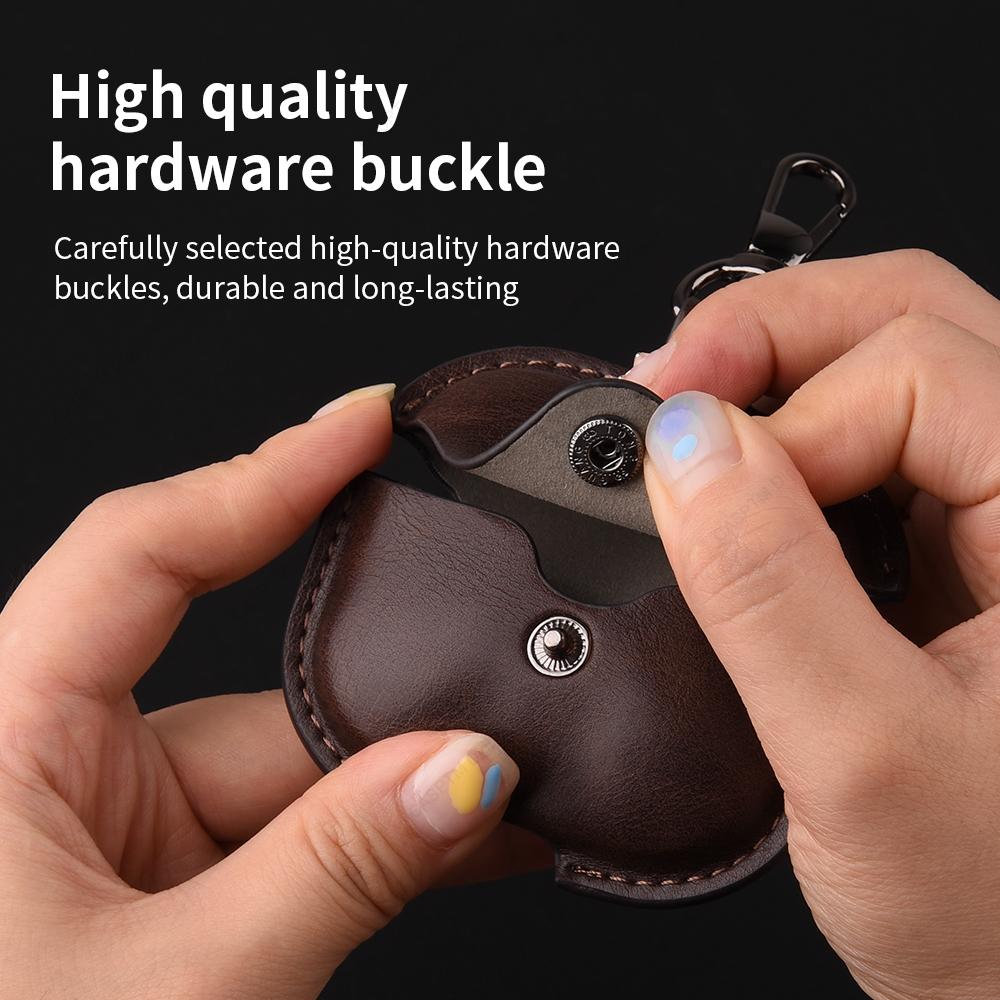 High quality
hardware buckle
Carefully selected high-quality hardware
buckles, durable and long-lasting